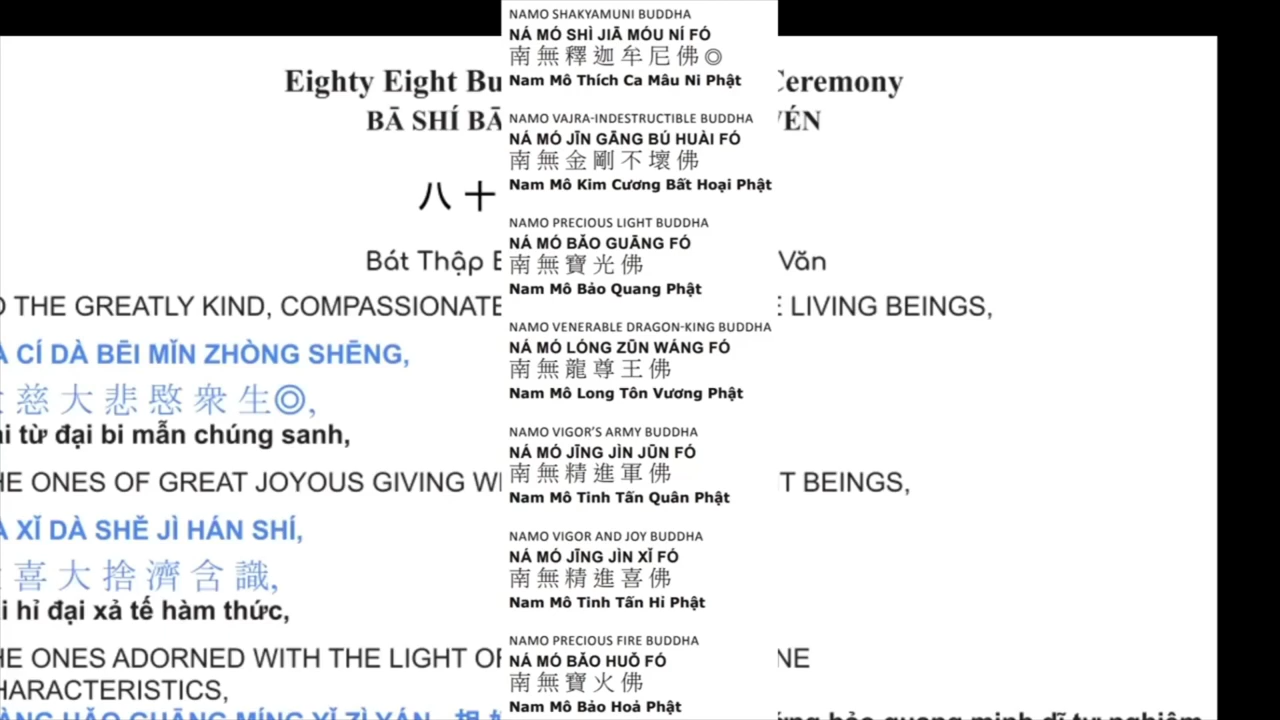 Eighty Eight Bu
Ceremony
BĀ SHÍ BĀ
VÉN
八 十
Bát Thập B
Văn
O THE GREATLY KIND, COMPASSIONATE
E LIVING BEINGS,
À CÍ DÀ BĒI MǏN ZHÒNG SHĒNG,
慈 大 悲 愍 衆 生◎,
ại từ đại bi mẫn chúng sanh,
HE ONES OF GREAT JOYOUS GIVING WH
T BEINGS,
À XǏ DÀ SHĚ JÌ HÁN SHÍ,
喜 大 捨 濟 含 識,
i hỉ đại xả tế hàm thức,
HE ONES ADORNED WITH THE LIGHT OF
NE
HARACTERISTICS,
NAMO SHAKYAMUNI BUDDHA
NÁ MÓ SHÌ JIĀ MÓU NÍ FÓ
南 無 釋 迦 牟 尼 佛 ◎
Nam Mô Thích Ca Mâu Ni Phật
NAMO VAJRA-INDESTRUCTIBLE BUDDHA
NÁ MÓ JĪN GĀNG BÚ HUÀI FÓ
南 無 金 剛 不 壞 佛
Nam Mô Kim Cương Bất Hoại Phật
NAMO PRECIOUS LIGHT BUDDHA
NÁ MÓ BǍO GUĀNG FÓ
南 無 寶 光 佛
Nam Mô Bảo Quang Phật
NAMO VENERABLE DRAGON-KING BUDDHA
NÁ MÓ LÓNG ZŪN WÁNG FÓ
南 無 龍 尊 王 佛
Nam Mô Long Tôn Vương Phật
NAMO VIGOR'S ARMY BUDDHA
NÁ MÓ JĪNG JÌN JŪN FÓ
南 無 精 進 軍 佛
Nam Mô Tinh Tấn Quân Phật
NAMO VIGOR AND JOY BUDDHA
NÁ MÓ JĪNG JÌN XǏ FÓ
南 無 精 進 喜 佛
Nam Mô Tinh Tấn Hỉ Phật
NAMO PRECIOUS FIRE BUDDHA
NÁ MÓ BǍO HUǑ FÓ
南 無 寶 火 佛
Nam Mô Bảo Hoả Phật